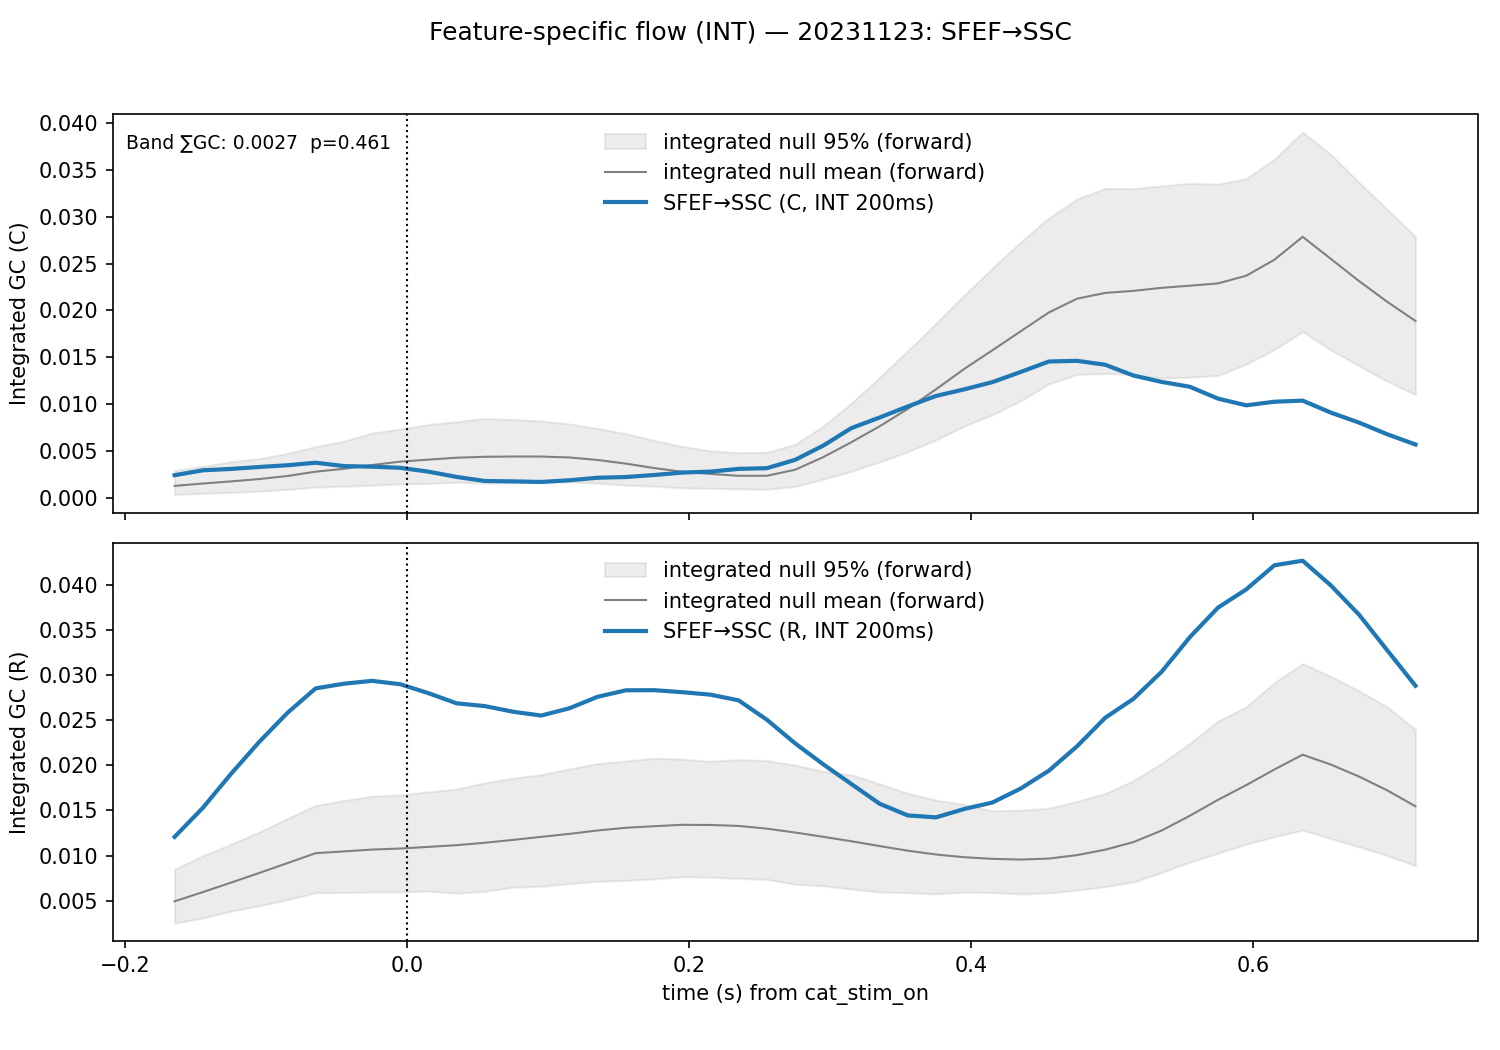 Feature-specific flow (INT) — 20231123: SFEF→SSC
Band ∑GC: 0.0027  p=0.461
integrated null 95% (forward)
integrated null mean (forward)
SFEF→SSC (C, INT 200ms)
Integrated GC (C)
0.040
0.035
0.030
0.025
0.020
0.015
0.010
0.005
0.000
integrated null 95% (forward)
integrated null mean (forward)
SFEF→SSC (R, INT 200ms)
Integrated GC (R)
0.040
0.035
0.030
0.025
0.020
0.015
0.010
0.005
−0.2
0.0
0.2
0.4
0.6
time (s) from cat_stim_on